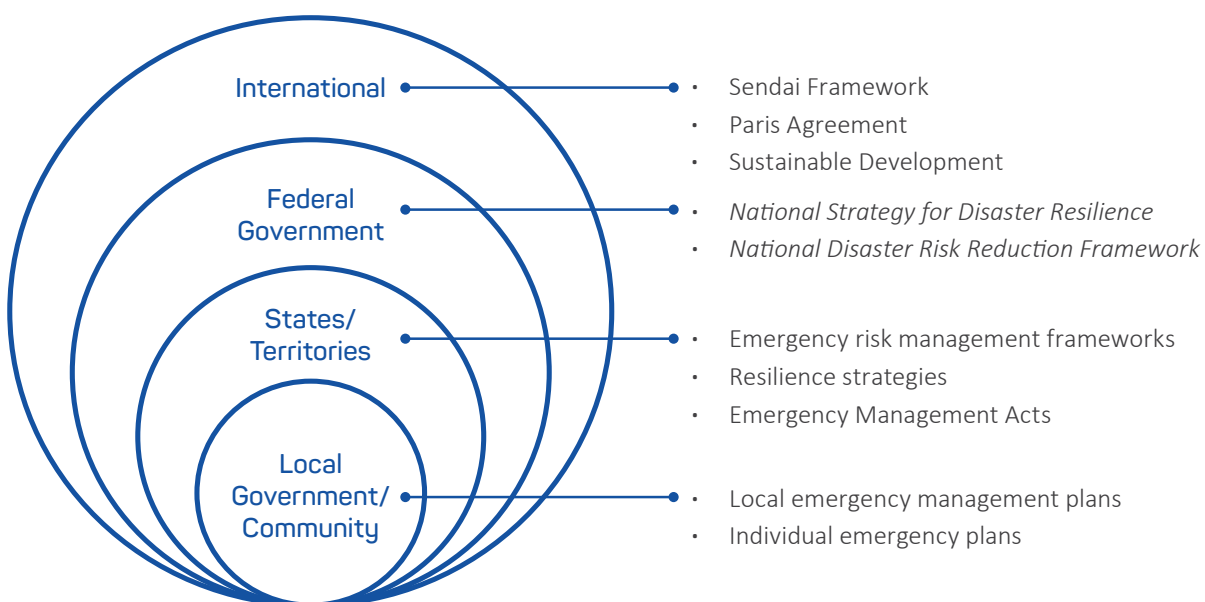 International
• Sendai Framework
• Paris Agreement
• Sustainable Development
Federal
Government
• National Strategy for Disaster Resilience
• National Disaster Risk Reduction Framework
States/
Territories
• Emergency risk management frameworks
• Resilience strategies
• Emergency Management Acts
Local
Government/
Community
• Local emergency management plans
• Individual emergency plans